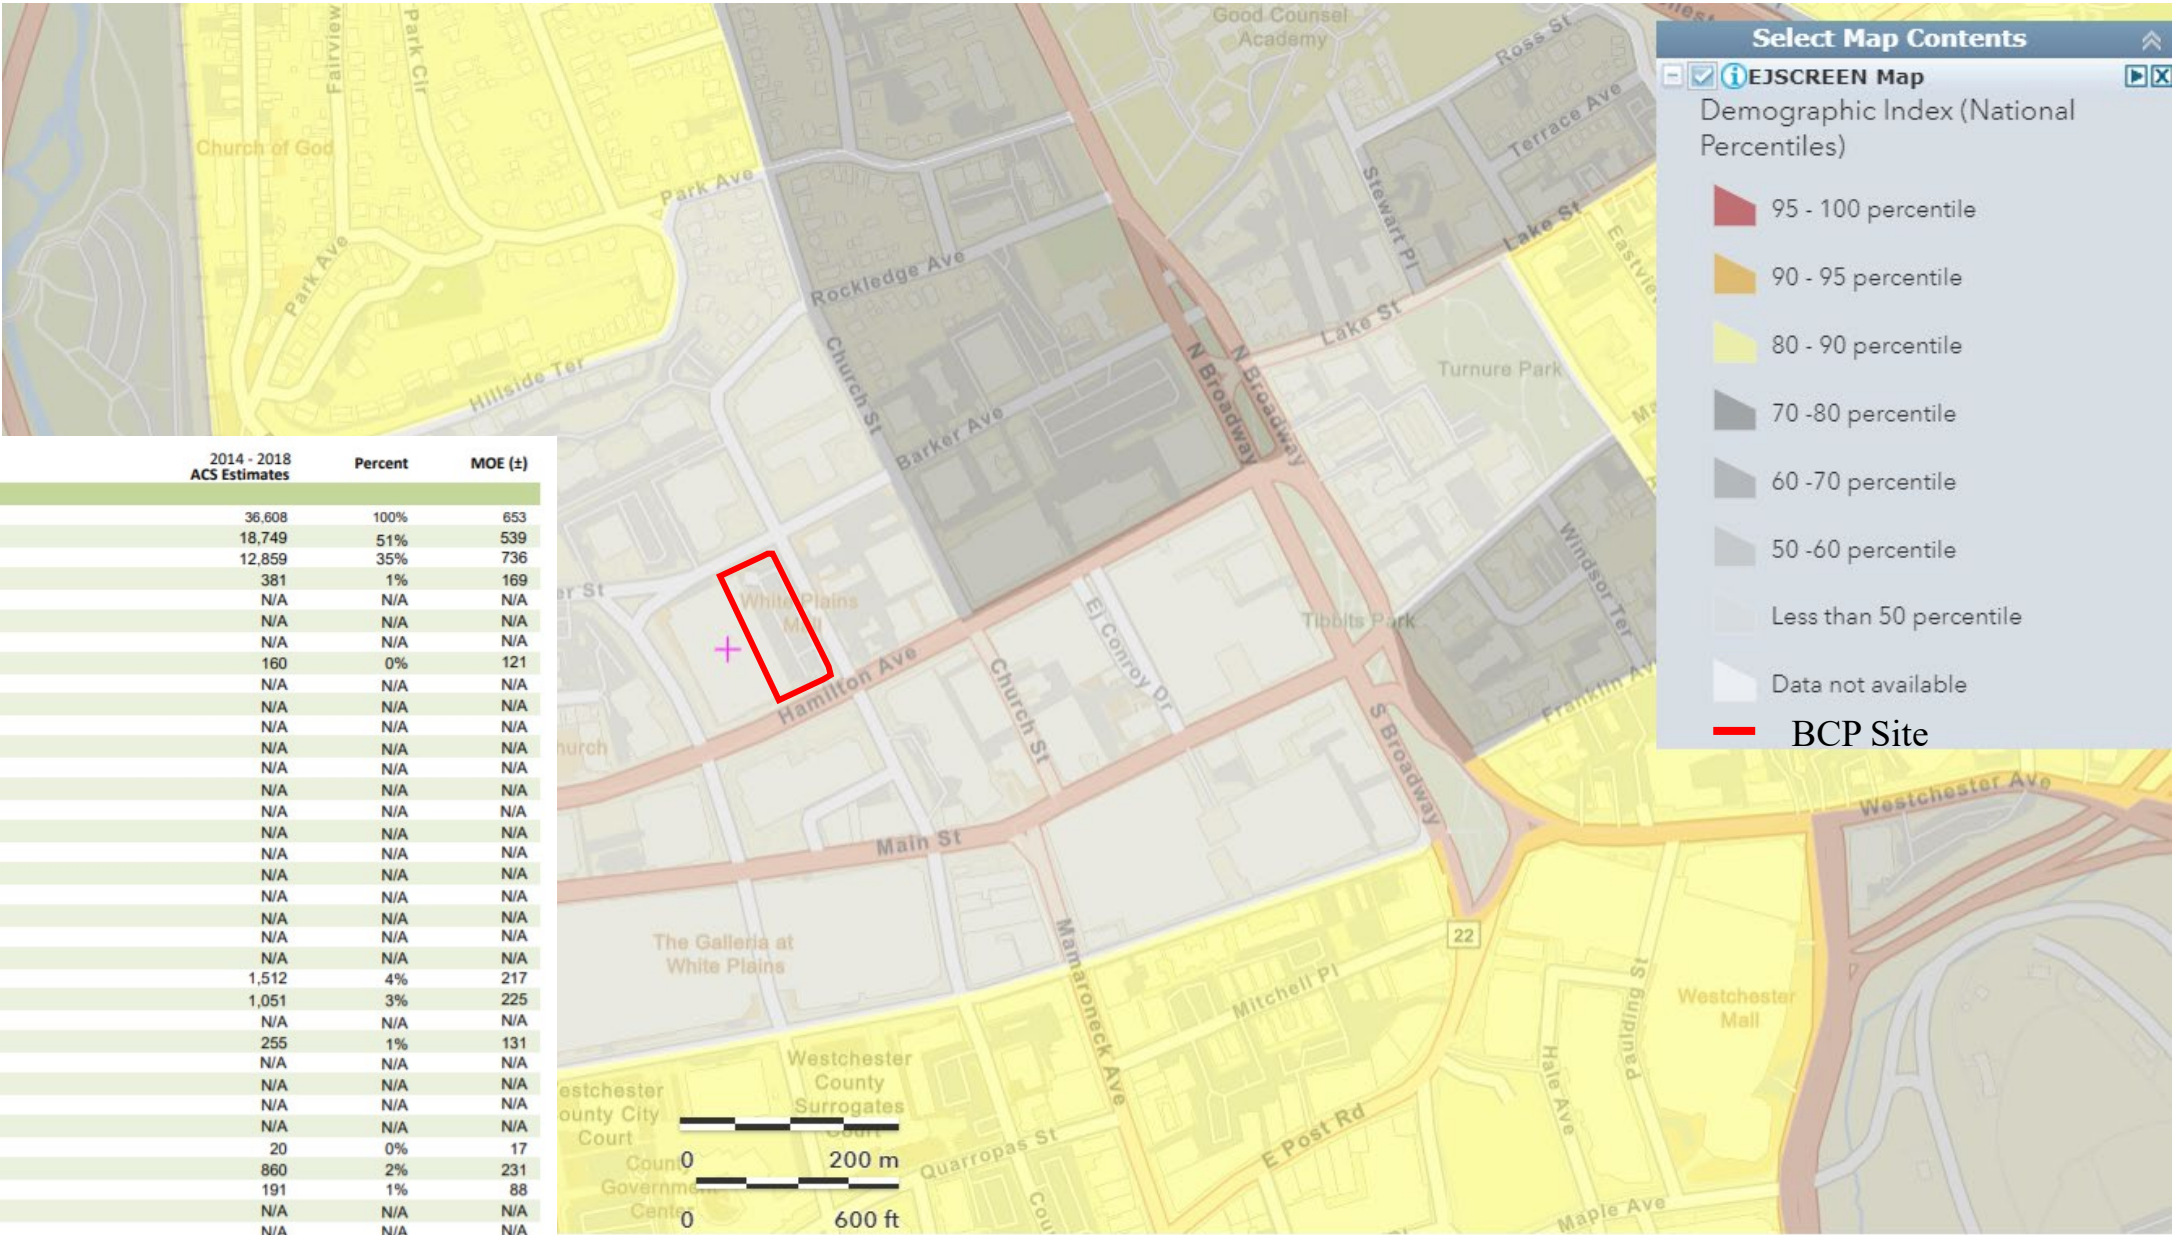 Good Counsel
Academy
Fairview
Park Cir
Ross St
Terrace Ave
Church of God
Park Ave
Stewart Pl
Lake St
Park Ave
Rockledge Ave
Lake St
Turnure Park
Hillside Ter
Church St
N Broadway
N Broadway
Barker Ave
Windsor Ter
White Plains
Mall
EJ Conroy Dr
Tibbits Park
Hamilton Ave
Church St
Franklin
S Broadway
Westchester Ave
Main St
The Galleria at
White Plains
Mamaroneck Ave
22
Mitchell Pl
Paulding St
Westchester
Mall
Hale Ave
Westchester
County
Surrogates
Court
E Post Rd
Quarropas St
Maple Ave
0 200 m
0 600 ft
Select Map Contents
EJSCREEN Map
Demographic Index (National
Percentiles)
95 - 100 percentile
90 - 95 percentile
80 - 90 percentile
70 -80 percentile
60 -70 percentile
50 -60 percentile
Less than 50 percentile
Data not available
BCP Site
2014 - 2018
ACS Estimates Percent MOE (±)
36,608 100% 653
18,749 51% 539
12,859 35% 736
381 1% 169
N/A N/A N/A
N/A N/A N/A
N/A N/A N/A
160 0% 121
N/A N/A N/A
N/A N/A N/A
N/A N/A N/A
N/A N/A N/A
N/A N/A N/A
N/A N/A N/A
N/A N/A N/A
N/A N/A N/A
N/A N/A N/A
N/A N/A N/A
N/A N/A N/A
N/A N/A N/A
N/A N/A N/A
N/A N/A N/A
1,512 4% 217
1,051 3% 225
N/A N/A N/A
255 1% 131
N/A N/A N/A
N/A N/A N/A
N/A N/A N/A
N/A N/A N/A
20 0% 17
860 2% 231
191 1% 88
N/A N/A N/A
N/A N/A N/A